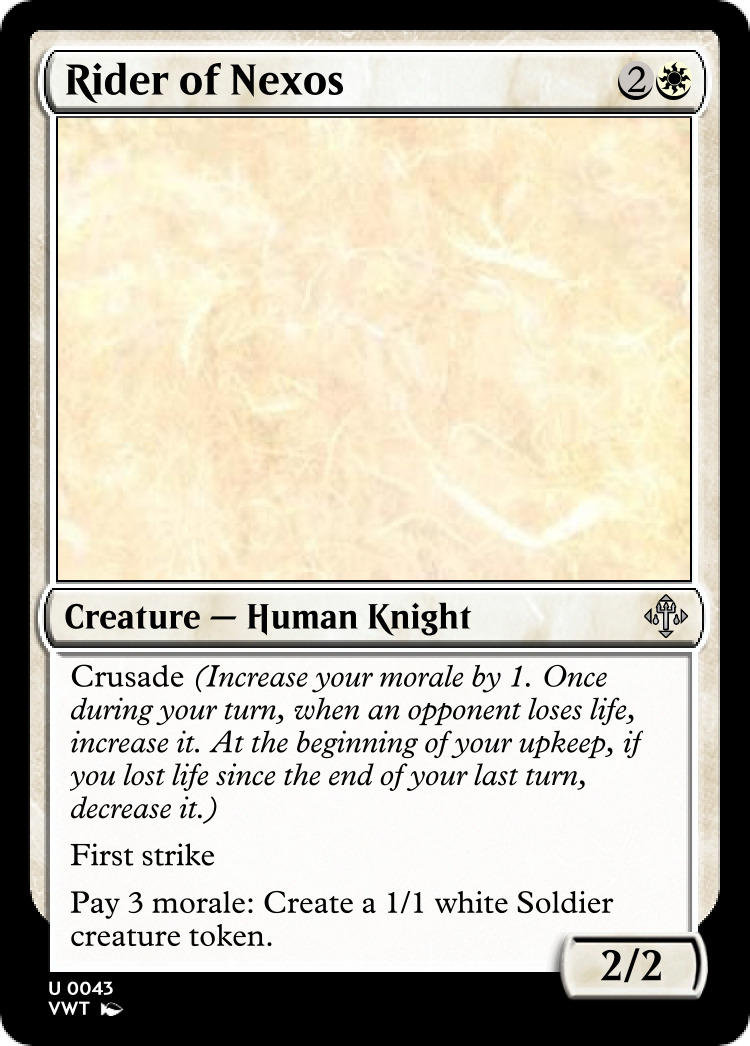 Rider of Nexos
2
Creature — Human Knight
Crusade (Increase your morale by 1. Once
during your turn, when an opponent loses life,
increase it. At the beginning of your upkeep, if
you lost life since the end of your last turn,
decrease it.)
First strike
Pay 3 morale: Create a 1/1 white Soldier
creature token.
2/2
U 0043
VWT